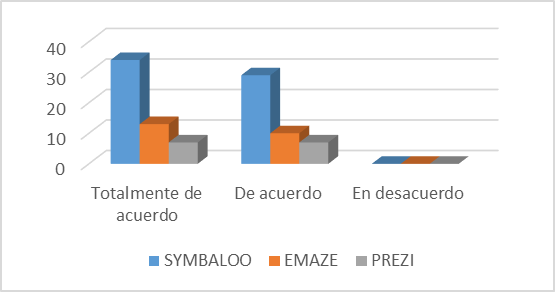 40
30
20
10
0
Totalmente de
acuerdo
De acuerdo
En desacuerdo
SYMBALOO EMAZE PREZI